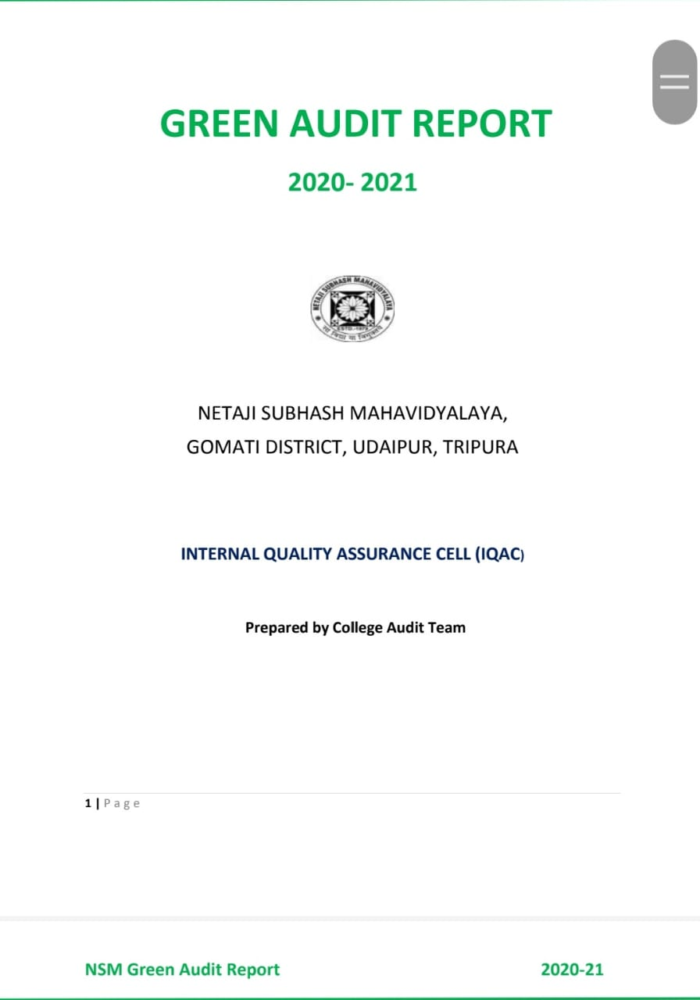 GREEN AUDIT REPORT
2020- 2021
NETAJI SUBHASH MAHAVIDYALAYA
ESTD.-1979
सा विद्या या विमुक्तये
NETAJI SUBHASH MAHAVIDYALAYA,
GOMATI DISTRICT, UDAIPUR, TRIPURA
INTERNAL QUALITY ASSURANCE CELL (IQAC)
Prepared by College Audit Team
1 | Page
NSM Green Audit Report 2020-21